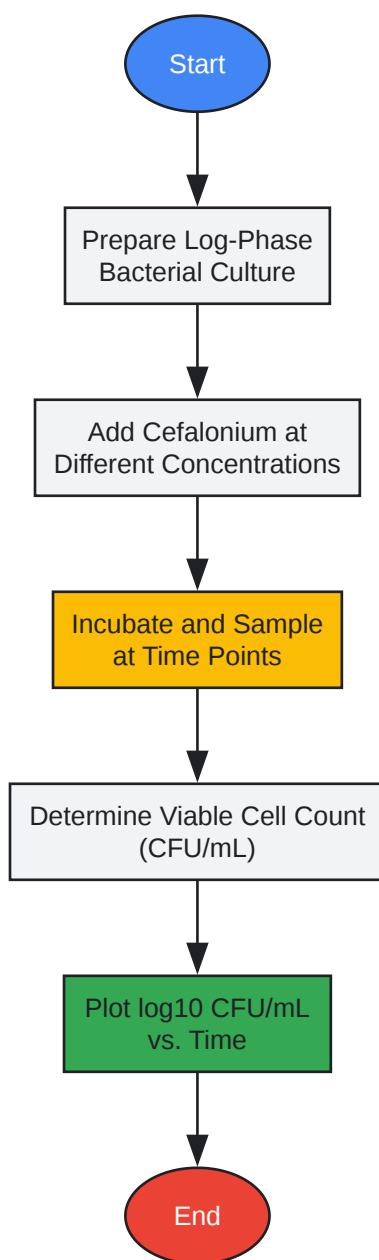 Start
Prepare Log-Phase
Bacterial Culture
Add Cefalonium at
Different Concentrations
Incubate and Sample
at Time Points
Determine Viable Cell Count
(CFU/mL)
Plot log10 CFU/mL
vs. Time
End